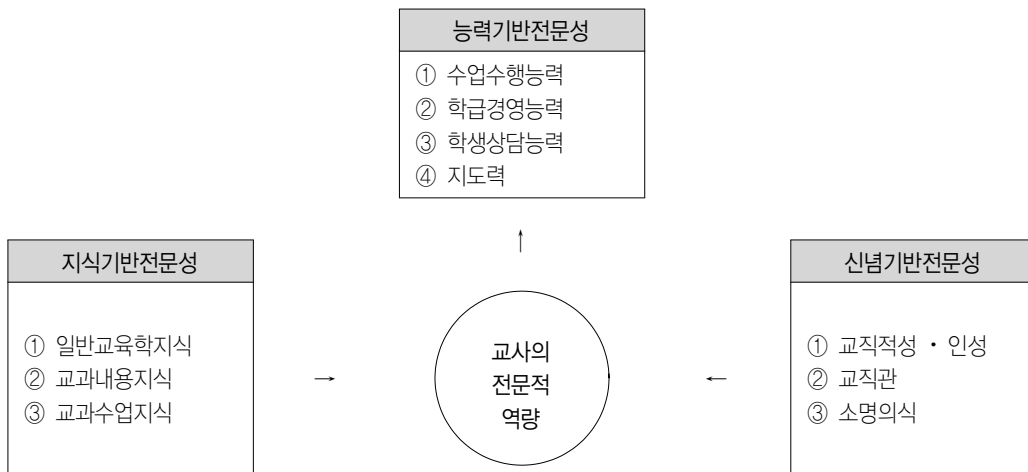 능력기반전문성
① 수업수행능력
② 학급경영능력
③ 학생상담능력
④ 지도력
지식기반전문성
① 일반교육학지식
② 교과내용지식
③ 교과수업지식
교사의
전문적
역량
신념기반전문성
① 교직적성 · 인성
② 교직관
③ 소명의식